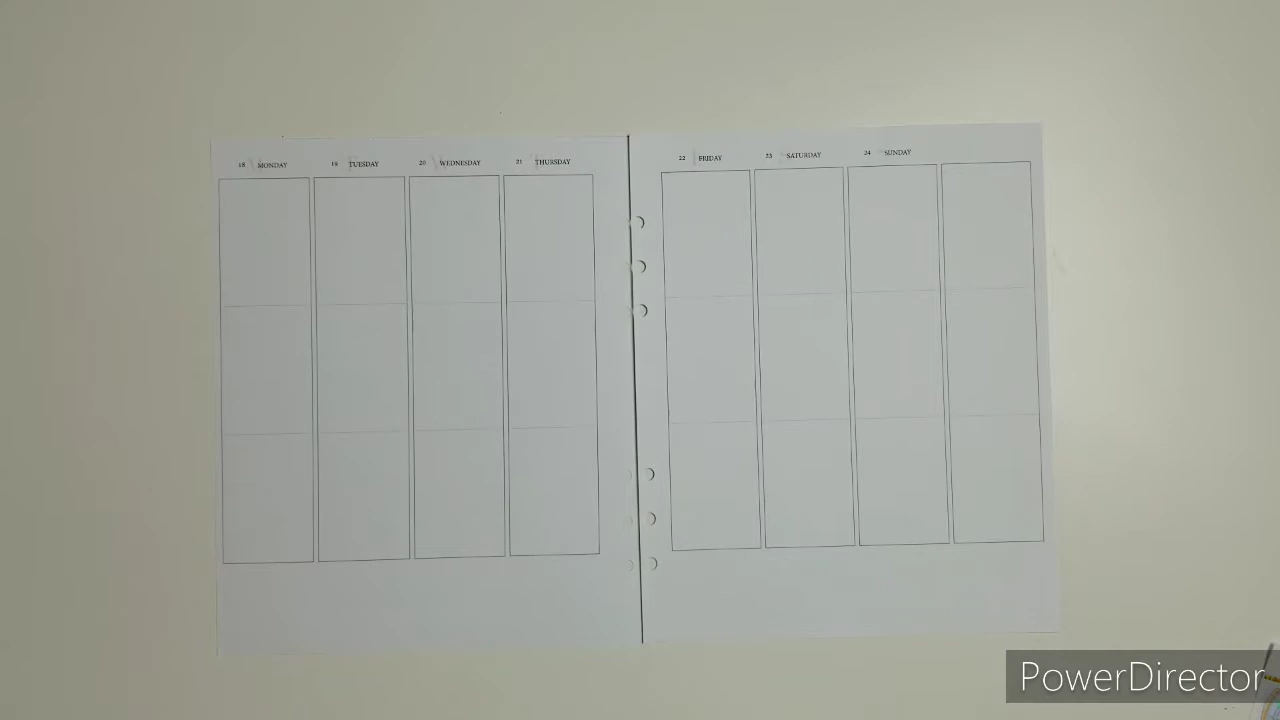 18 MONDAY 19 TUESDAY 20 WEDNESDAY 21 THURSDAY
22 FRIDAY 23 SATURDAY 24 SUNDAY
PowerDirector